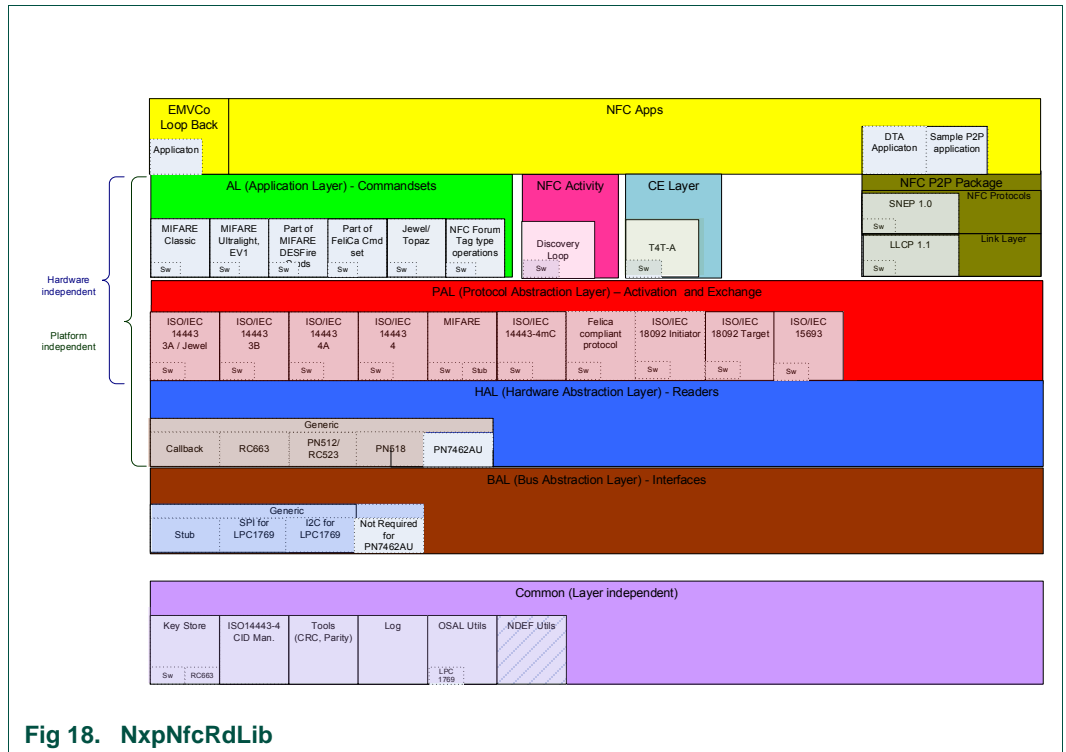 EMVCo
Loop Back
Applicaton
NFC Apps
DTA
Applicaton
Sample P2P
application
AL (Application Layer) - Commandsets
MIFARE
Classic
Sw
MIFARE
Ultralight,
EV1
Sw
Part of
MIFARE
DESFire
Sw
Part of
FeliCa Cmd
set
Sw
Jewel/
Topaz
Sw
NFC Forum
Tag type
operations
Sw
NFC Activity
Discovery
Loop
Sw
CE Layer
T4T-A
Sw
NFC P2P Package
NFC Protocols
SNEP 1.0
Sw
Link Layer
LLCP 1.1
Sw
Hardware
independent
Platform
independent
PAL (Protocol Abstraction Layer) – Activation and Exchange
ISO/IEC
14443
3A / Jewel
Sw
ISO/IEC
14443
3B
Sw
ISO/IEC
14443
4A
Sw
ISO/IEC
14443
4
Sw
MIFARE
Sw
Stub
ISO/IEC
14443-4mC
Sw
Felica
compliant
protocol
Sw
ISO/IEC
18092 Initiator
Sw
ISO/IEC
18092 Target
Sw
ISO/IEC
15693
Sw
HAL (Hardware Abstraction Layer) - Readers
Generic
Callback
RC663
PN512/
RC523
PN518
PN7462AU
BAL (Bus Abstraction Layer) - Interfaces
Generic
Stub
SPI for
LPC1769
I2C for
LPC1769
Not Required
for
PN7462AU
Common (Layer independent)
Key Store
Sw
RC663
ISO14443-4
CID Man.
Tools
(CRC, Parity)
Log
OSAL Utils
LPC
1769
NDEF Utils
Fig 18. NxpNfcRdLib